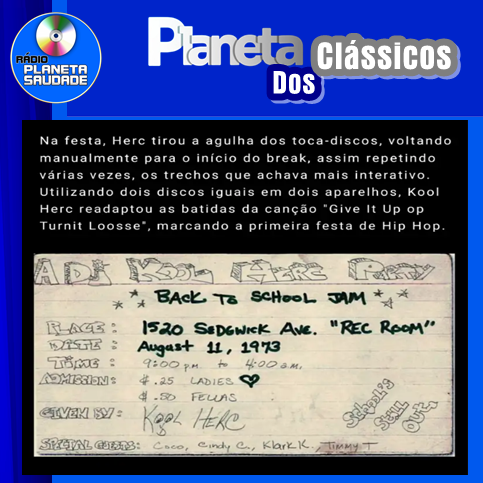 RÁDIO
PLANETA
SAUDADE
Planeta
Dos
Clássicos
Na festa, Herc tirou a agulha dos toca-discos, voltando
manualmente para o início do break, assim repetindo
várias vezes, os trechos que achava mais interativo.
Utilizando dois discos iguais em dois aparelhos, Kool
Herc readaptou as batidas da canção "Give It Up op
Turnit Loosse", marcando a primeira festa de Hip Hop.
A DJ KOOL HERC PARTY
BACK TO SCHOOL JAM
PLACE: 1520 SEDGWICK AVE. "REC ROOM"
DATE: August 11, 1973
TIME: 9:00 p.m. to 4:00 a.m.
ADMISSION: $.25 LADIES
$.50 FELLAS
GIVEN BY: KOOL HERC
SCHOOL'S
STILL
OUT
SPECIAL GUESTS: Coco, Cindy C., Klark K., Timmy T